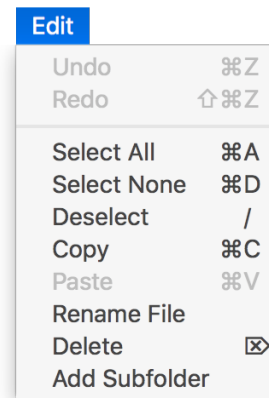 Edit
Undo ⌘Z
Redo ⇧⌘Z
Select All ⌘A
Select None ⌘D
Deselect /
Copy ⌘C
Paste ⌘V
Rename File
Delete ⌦
Add Subfolder